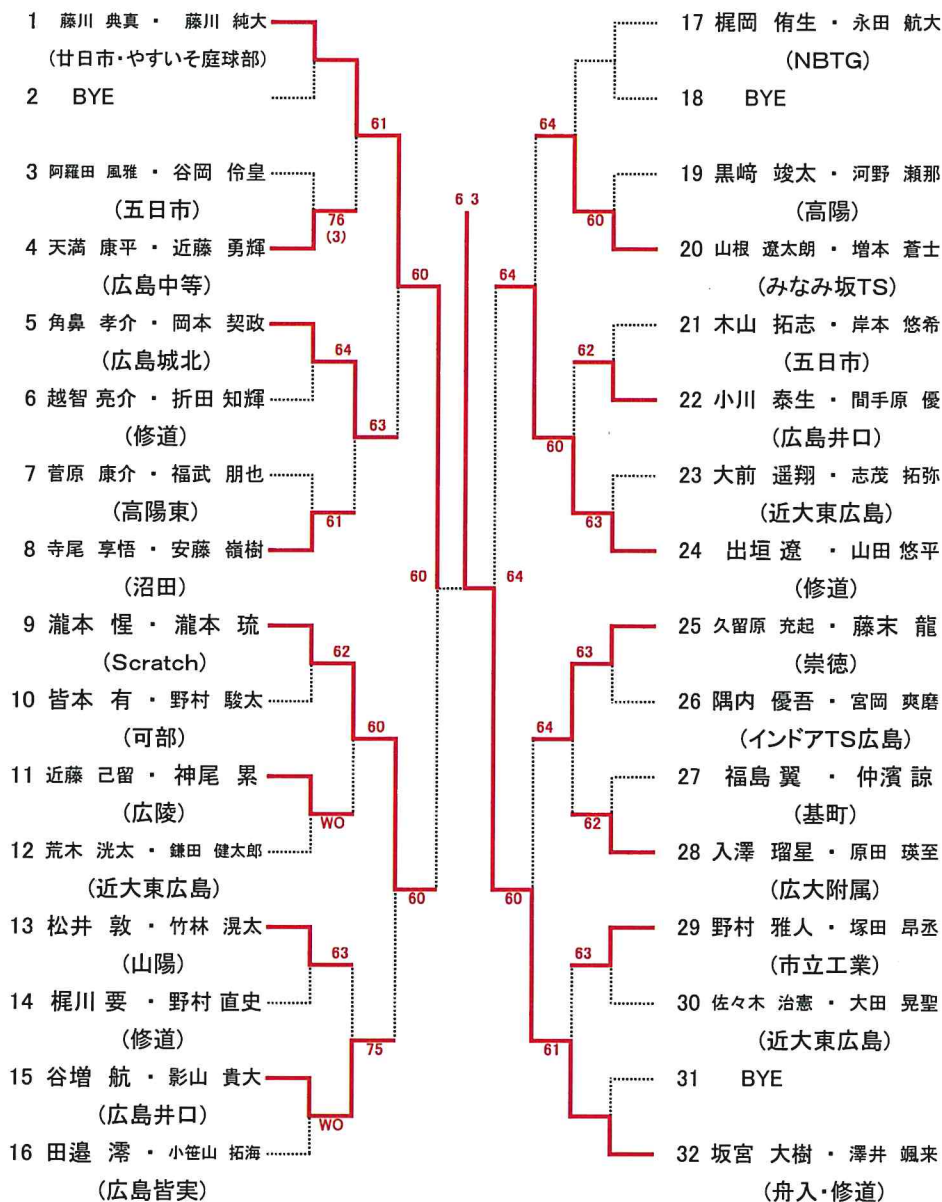 1 藤川 典真 ・ 藤川 純大
(廿日市・やすいそ庭球部)
2 BYE
61
3 阿羅田 風雅 ・ 谷岡 伶皇
(五日市)
76
(3)
4 天満 康平 ・ 近藤 勇輝
(広島中等)
60
5 角鼻 孝介 ・ 岡本 契政
(広島城北)
64
6 越智 亮介 ・ 折田 知輝
(修道)
63
7 菅原 康介 ・ 福武 朋也
(高陽東)
61
8 寺尾 享悟 ・ 安藤 嶺樹
(沼田)
60
9 瀧本 惺 ・ 瀧本 琉
(Scratch)
62
10 皆本 有 ・ 野村 駿太
(可部)
60
11 近藤 己留 ・ 神尾 累
(広陵)
WO
12 荒木 洸太 ・ 鎌田 健太郎
(近大東広島)
60
13 松井 敦 ・ 竹林 滉太
(山陽)
63
14 梶川 要 ・ 野村 直史
(修道)
75
15 谷増 航 ・ 影山 貴大
(広島井口)
WO
16 田邉 澪 ・ 小笹山 拓海
(広島皆実)
6 3
17 梶岡 侑生 ・ 永田 航大
(NBTG)
18 BYE
64
19 黒﨑 竣太 ・ 河野 瀬那
(高陽)
60
20 山根 遼太朗 ・ 増本 蒼士
(みなみ坂TS)
64
21 木山 拓志 ・ 岸本 悠希
(五日市)
62
22 小川 泰生 ・ 間手原 優
(広島井口)
60
23 大前 遥翔 ・ 志茂 拓弥
(近大東広島)
63
24 出垣 遼 ・ 山田 悠平
(修道)
64
25 久留原 充起 ・ 藤末 龍
(崇徳)
63
26 隅内 優吾 ・ 宮岡 爽磨
(インドアTS広島)
64
27 福島 翼 ・ 仲濱 諒
(基町)
62
28 入澤 瑠星 ・ 原田 瑛至
(広大附属)
60
29 野村 雅人 ・ 塚田 昂丞
(市立工業)
63
30 佐々木 治憲 ・ 大田 晃聖
(近大東広島)
61
31 BYE
32 坂宮 大樹 ・ 澤井 颯来
(舟入・修道)